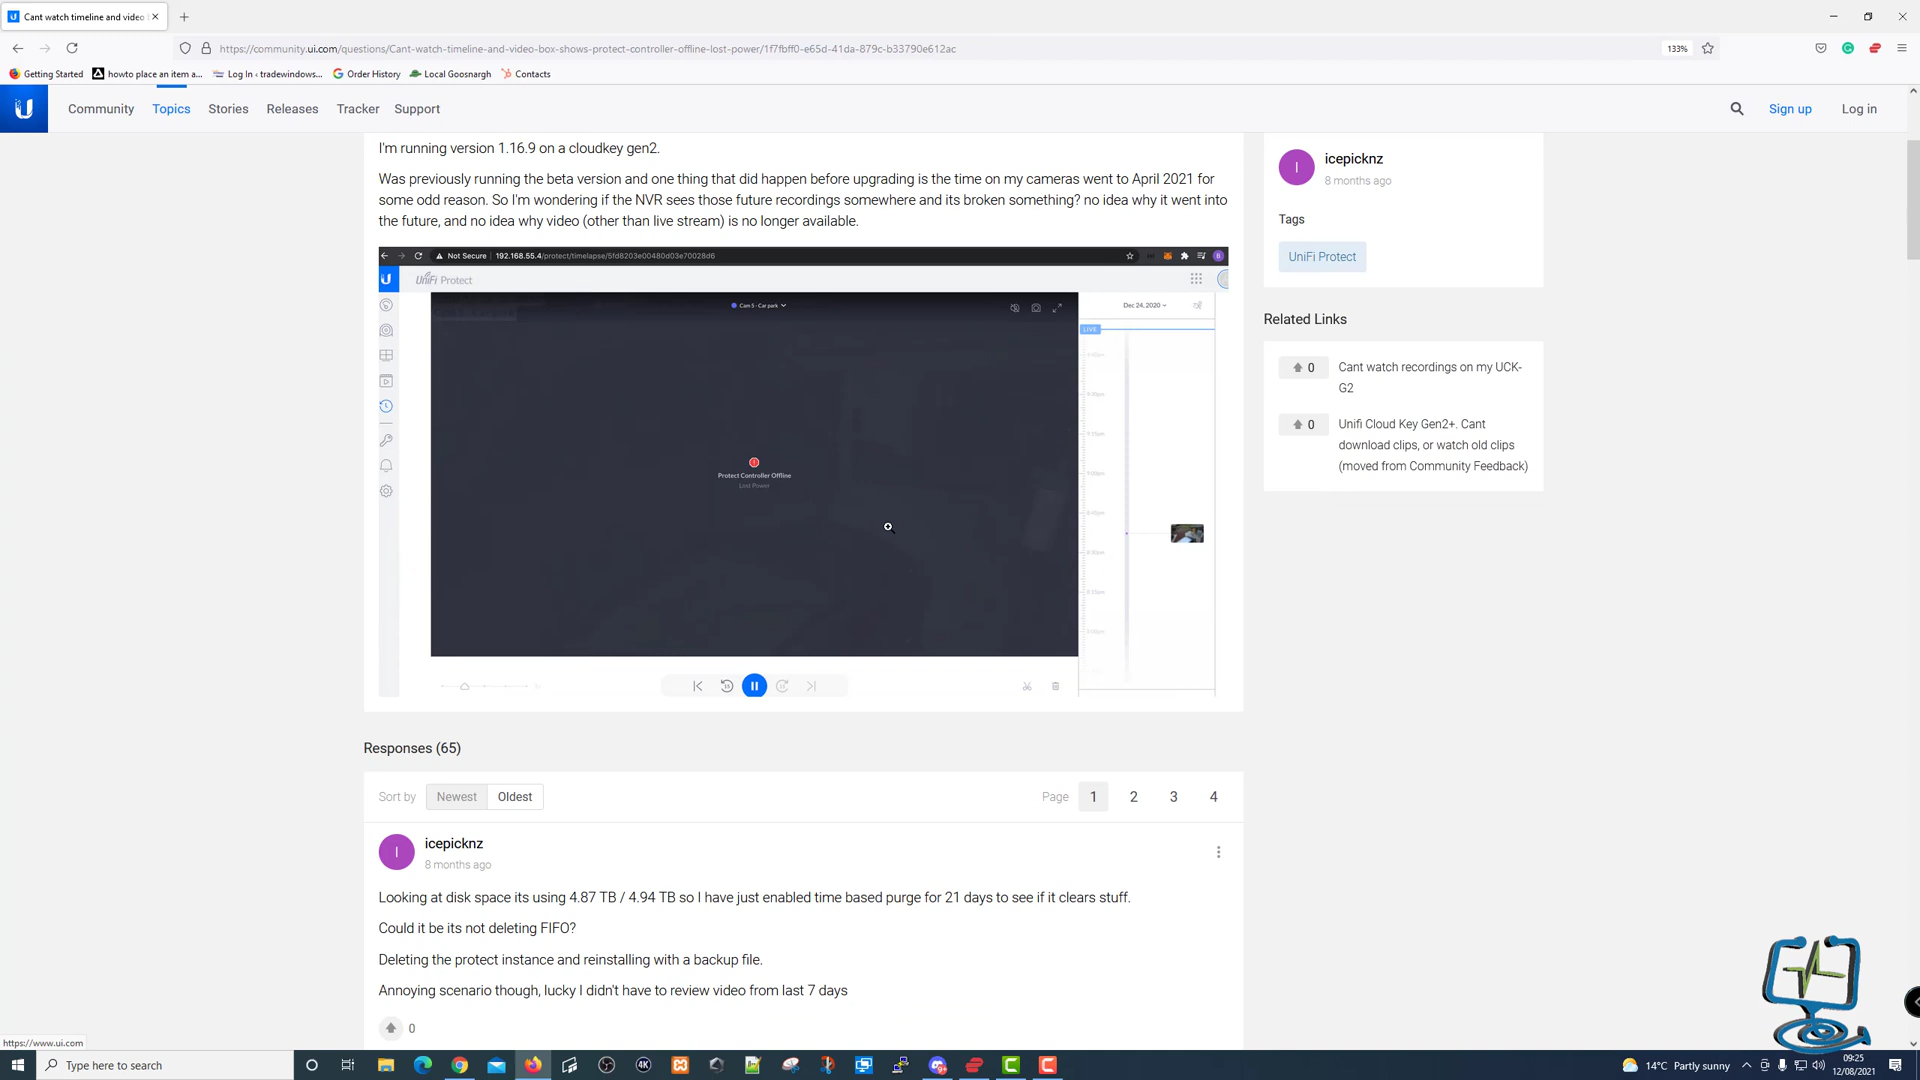 Cant watch timeline and video
https://community.ui.com/questions/Cant-watch-timeline-and-video-box-shows-protect-controller-offline-lost-power/1f7fbff0-e65d-41da-879c-b33790e612ac
133%
Getting Started
howto place an item a...
Log In ‹ tradewindows...
Order History
Local Goosnargh
Contacts
Community
Topics
Stories
Releases
Tracker
Support
Sign up
Log in
I'm running version 1.16.9 on a cloudkey gen2.
Was previously running the beta version and one thing that did happen before upgrading is the time on my cameras went to April 2021 for
some odd reason. So I'm wondering if the NVR sees those future recordings somewhere and its broken something? no idea why it went into
the future, and no idea why video (other than live stream) is no longer available.
Not Secure
192.168.55.4/protect/timelapse/5fd8203e00480d03e70028d6
UniFi Protect
Cam 5 - Car park
Dec 24, 2020
LIVE
Protect Controller Offline
Lost Power
I
icepicknz
8 months ago
Tags
UniFi Protect
Related Links
0
Cant watch recordings on my UCK-
G2
0
Unifi Cloud Key Gen2+. Cant
download clips, or watch old clips
(moved from Community Feedback)
Responses (65)
Sort by
Newest
Oldest
Page
1
2
3
4
I
icepicknz
8 months ago
Looking at disk space its using 4.87 TB / 4.94 TB so I have just enabled time based purge for 21 days to see if it clears stuff.
Could it be its not deleting FIFO?
Deleting the protect instance and reinstalling with a backup file.
Annoying scenario though, lucky I didn't have to review video from last 7 days
0
https://www.ui.com
Type here to search
4K
14°C Partly sunny
09:25
12/08/2021